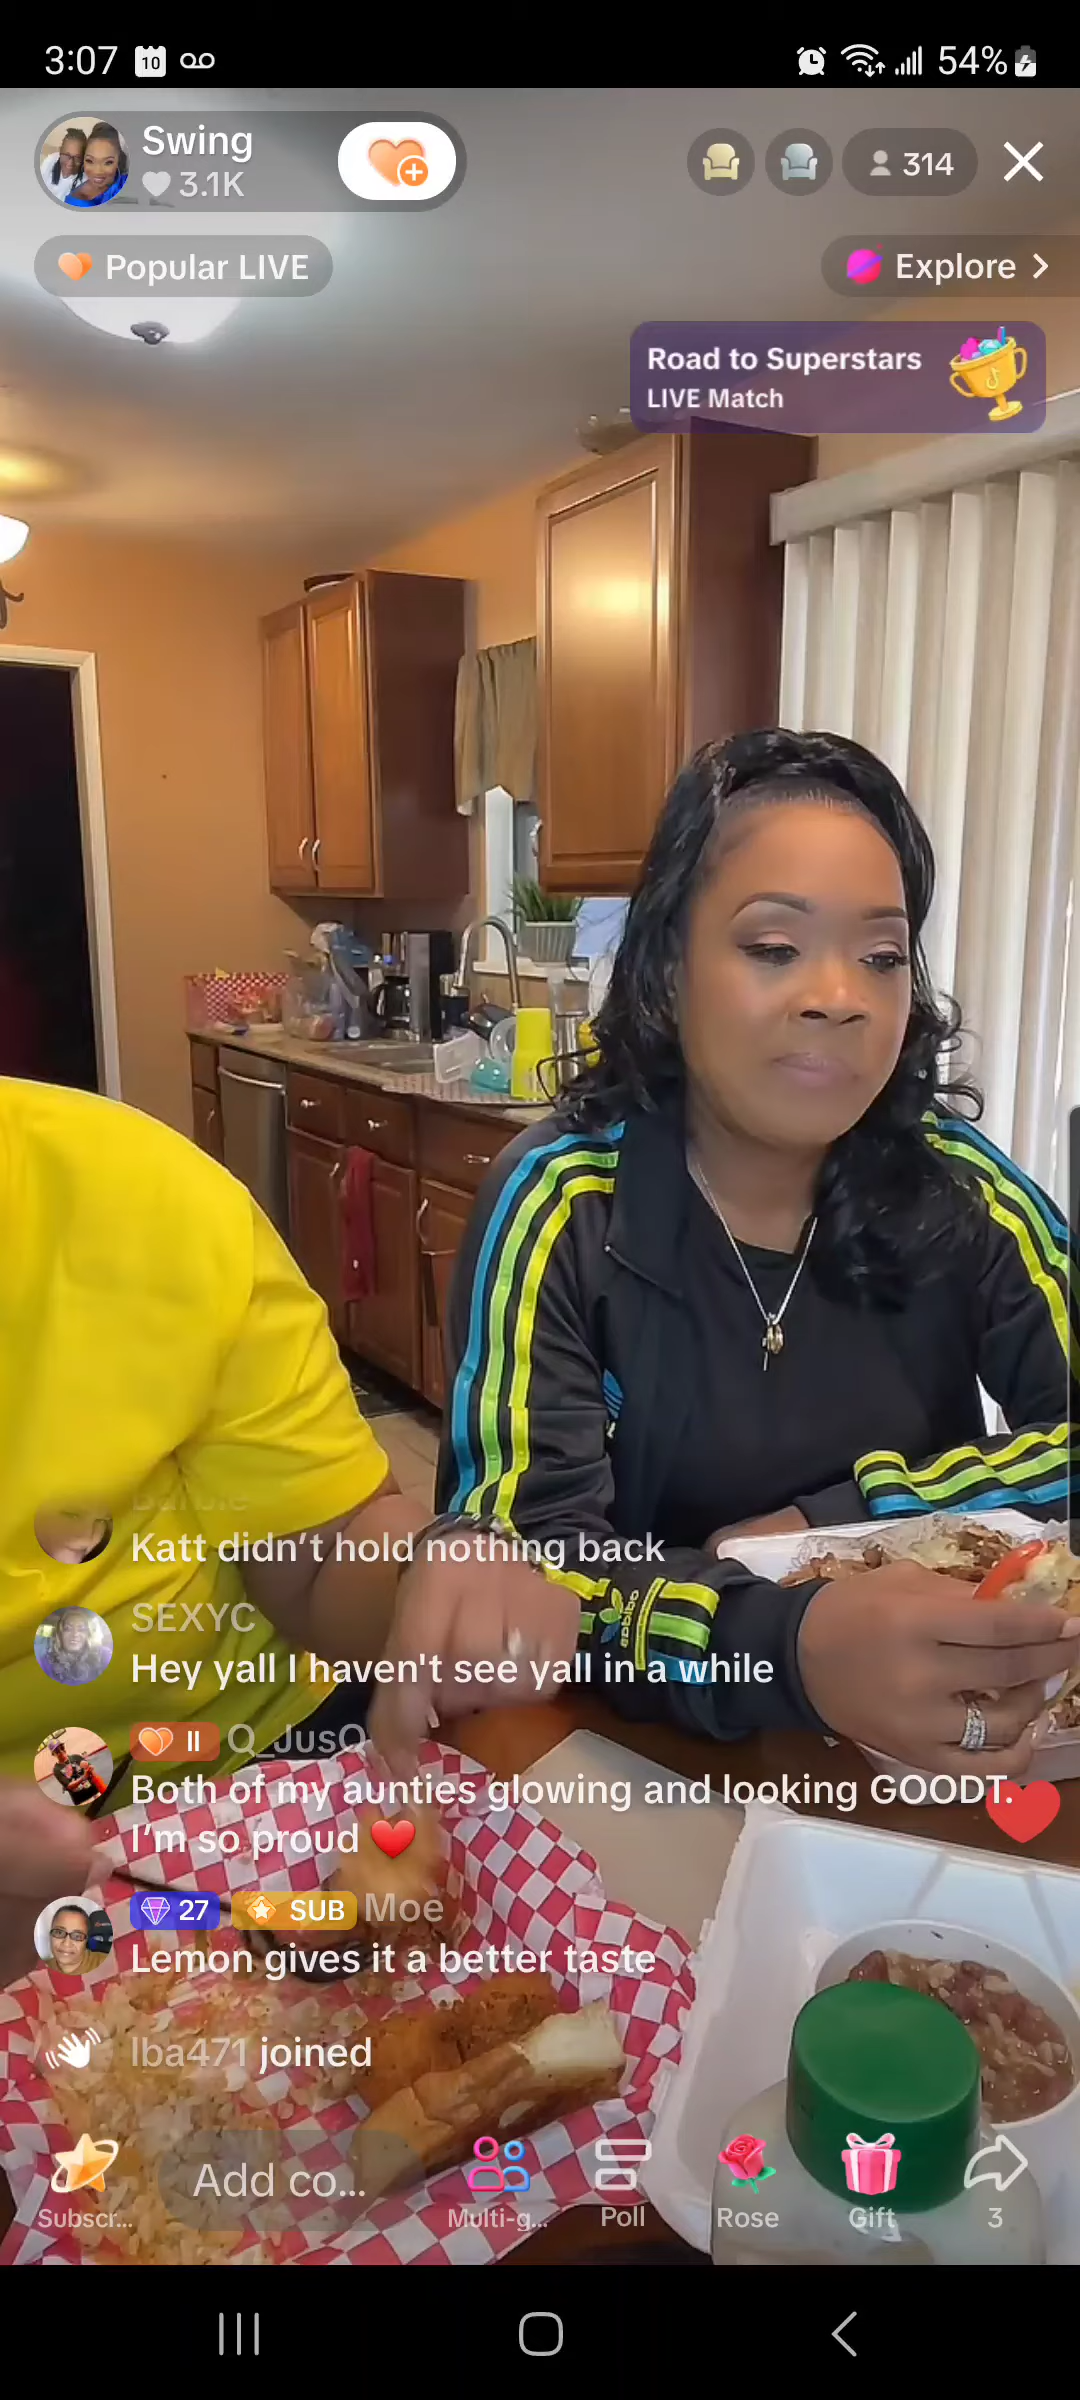 3:07
10
54%
Swing
3.1K
314
Popular LIVE
Explore
Road to Superstars
LIVE Match
Barbie
Katt didn’t hold nothing back
SEXYC
Hey yall I haven't see yall in a while
II Q_JusQ
Both of my aunties glowing and looking GOODT.
I’m so proud ❤️
27 SUB Moe
Lemon gives it a better taste
lba471 joined
adidas
Add co...
Subscr...
Multi-g...
Poll
Rose
Gift
3